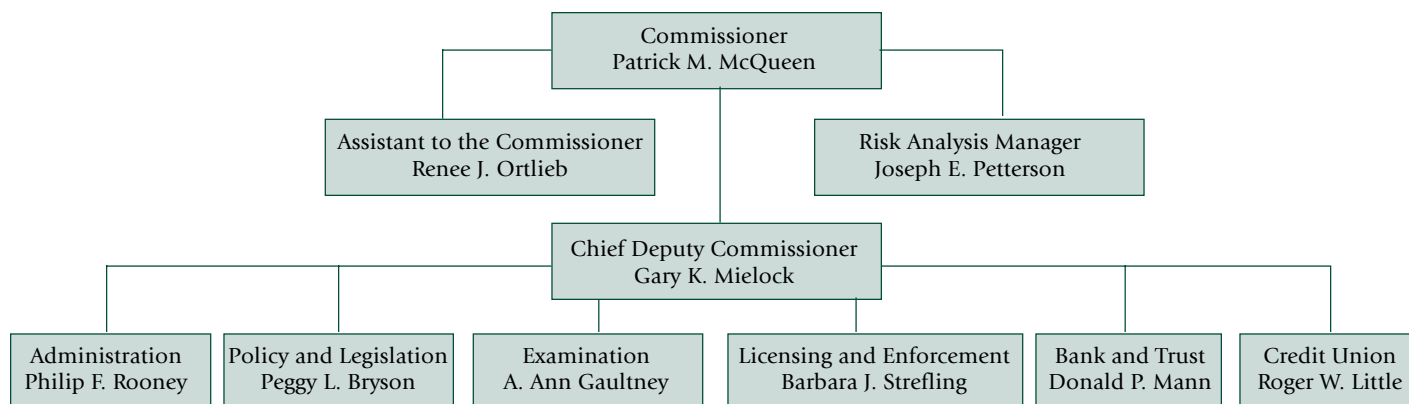 Commissioner
Patrick M. McQueen
Assistant to the Commissioner
Renee J. Ortlieb
Risk Analysis Manager
Joseph E. Petterson
Chief Deputy Commissioner
Gary K. Mielock
Administration
Philip F. Rooney
Policy and Legislation
Peggy L. Bryson
Examination
A. Ann Gaultney
Licensing and Enforcement
Barbara J. Strefling
Bank and Trust
Donald P. Mann
Credit Union
Roger W. Little